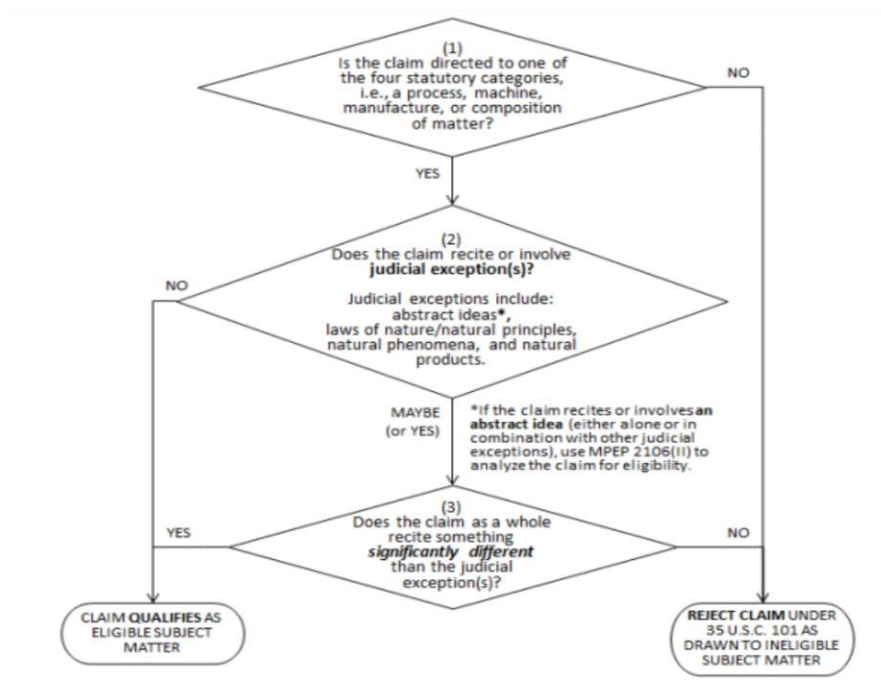 (1)
Is the claim directed to one of
the four statutory categories,
i.e., a process, machine,
manufacture, or composition
of matter?
NO
YES
(2)
Does the claim recite or involve
judicial exception(s)?
Judicial exceptions include:
abstract ideas*,
laws of nature/natural principles,
natural phenomena, and natural
products.
NO
MAYBE
(or YES)
*If the claim recites or involves an
abstract idea (either alone or in
combination with other judicial
exceptions), use MPEP 2106(II) to
analyze the claim for eligibility.
(3)
Does the claim as a whole
recite something
significantly different
than the judicial
exception(s)?
YES
NO
CLAIM QUALIFIES AS
ELIGIBLE SUBJECT
MATTER
REJECT CLAIM UNDER
35 U.S.C. 101 AS
DRAWN TO INELIGIBLE
SUBJECT MATTER